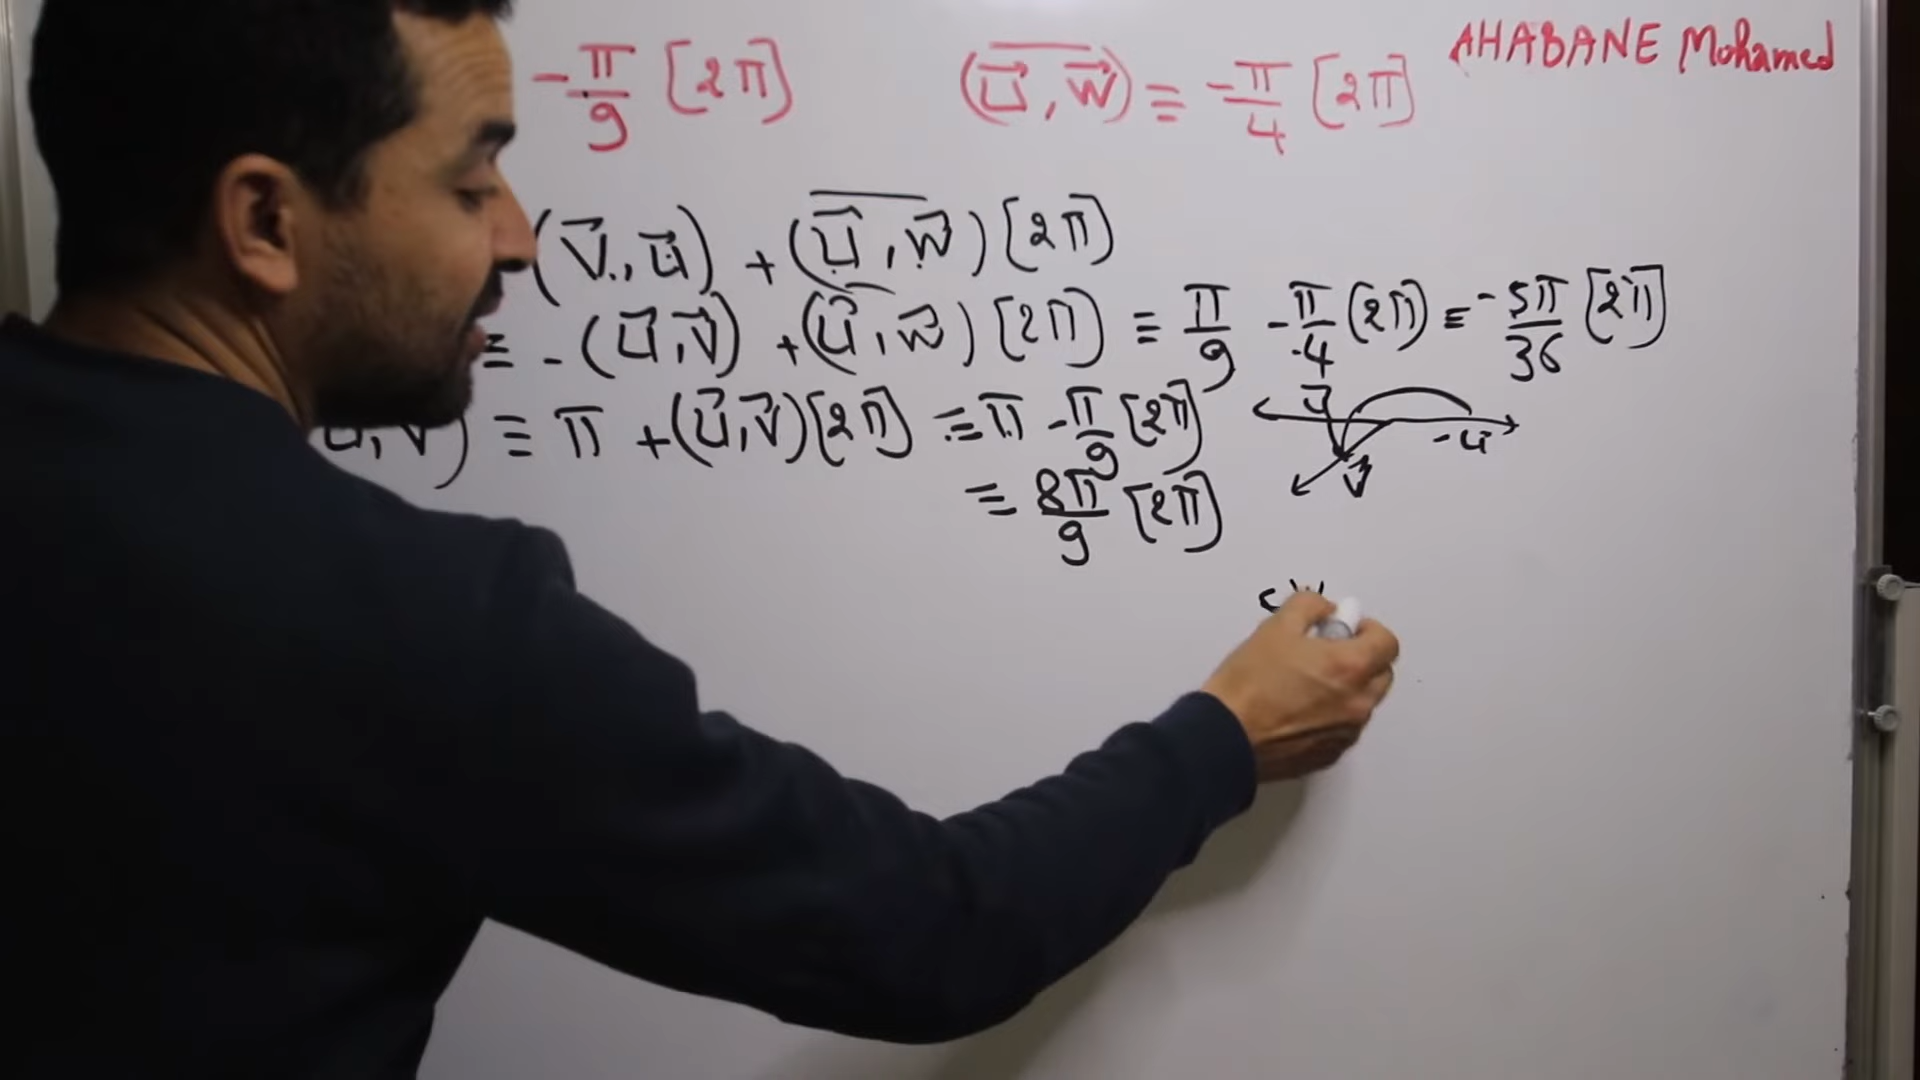 -π/9 [2π] (U⃗, W⃗) ≡ -π/4 [2π] AHABANE Mohamed
(V⃗, U⃗) + (U⃗, W⃗) [2π]
≡ -(U⃗, V⃗) + (U⃗, W⃗) [2π] ≡ π/9 - π/4 (2π) ≡ -5π/36 [2π]
U, V) ≡ π + (U⃗, V⃗) [2π] ≡ π - π/9 [2π]
≡ 8π/9 [2π]
U⃗
-U
V⃗